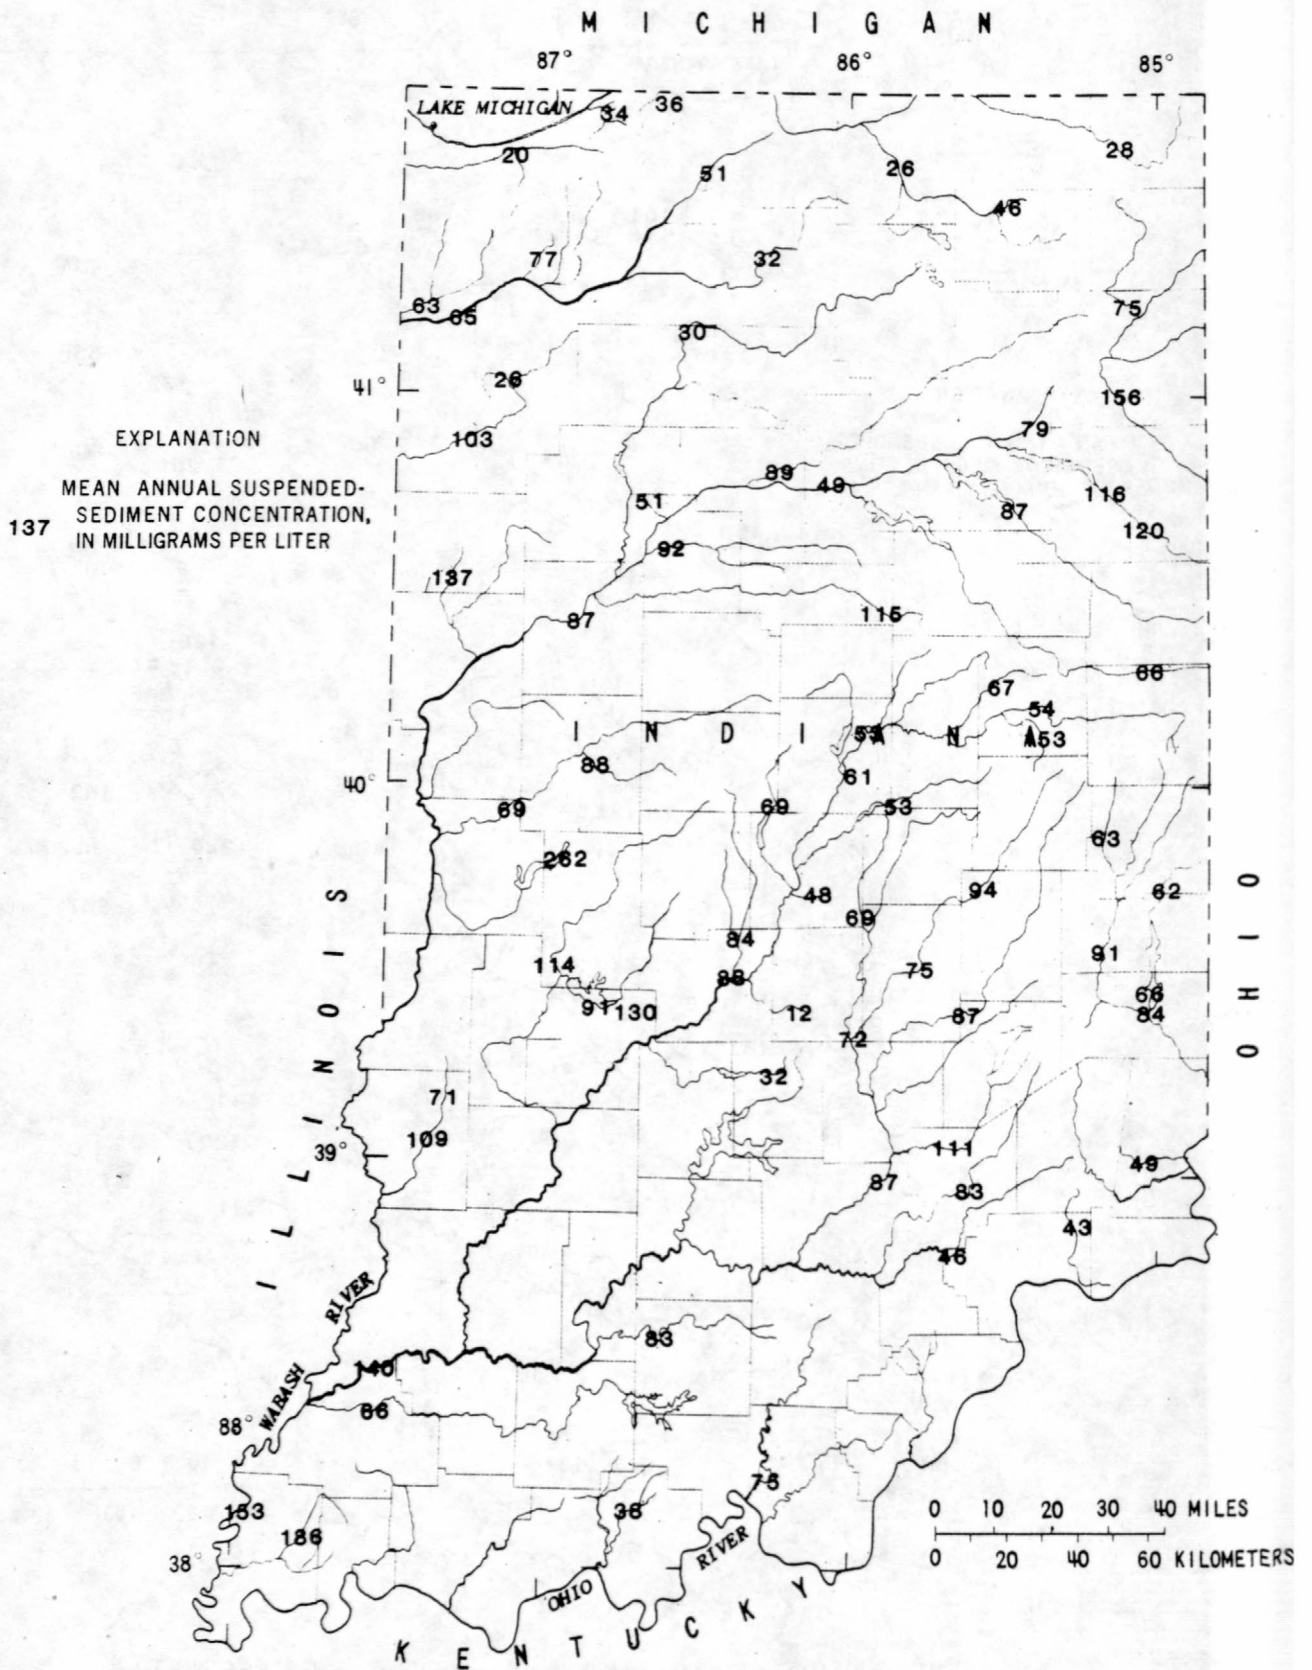 MICHIGAN
87° 86° 85°
LAKE MICHIGAN 34 36
20 51 26 28
46
77 32
63 65 75
30
41° 26 156
103 79
EXPLANATION
MEAN ANNUAL SUSPENDED-
137 SEDIMENT CONCENTRATION,
IN MILLIGRAMS PER LITER
89 49 116
51 87 120
92
137
87 115
66
67
54
INDIANA
53
88 61
40° 69 69 53
63
262
94 62
48
69
84 91
114 75
88 66
91 130 12 87 84
72
32
71
109 111
39° 49
87 83
43
46
ILLINOIS
OHIO
WABASH RIVER
83
140
86
88°
76
153 38
186
38°
0 10 20 30 40 MILES
0 20 40 60 KILOMETERS
OHIO RIVER
KENTUCKY